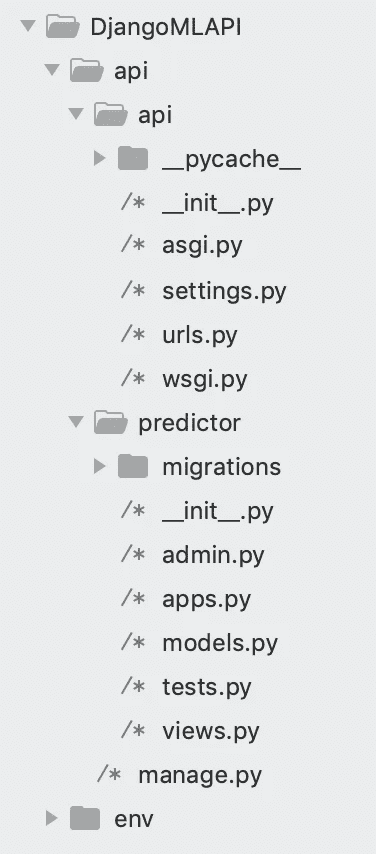 DjangoMLAPI
api
api
__pycache__
/* __init__.py
/* asgi.py
/* settings.py
/* urls.py
/* wsgi.py
predictor
migrations
/* __init__.py
/* admin.py
/* apps.py
/* models.py
/* tests.py
/* views.py
/* manage.py
env